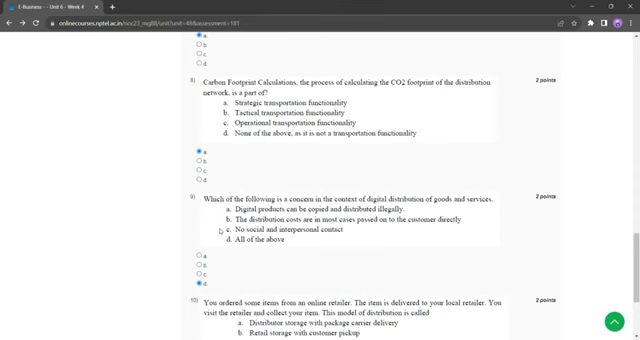 E-Business - - Unit 6 - Week 4
onlinecourses.nptel.ac.in/noc23_mg88/unit?unit=48&assessment=181
a.
b.
c.
d.
8) Carbon Footprint Calculations, the process of calculating the CO2 footprint of the distribution 2 points
network, is a part of?
a. Strategic transportation functionality
b. Tactical transportation functionality
c. Operational transportation functionality
d. None of the above, as it is not a transportation functionality
a.
b.
c.
d
9) Which of the following is a concern in the context of digital distribution of goods and services. 2 points
a. Digital products can be copied and distributed illegally.
b. The distribution costs are in most cases passed on to the customer directly
c. No social and interpersonal contact
d. All of the above
a.
b.
c.
d.
10) You ordered some items from an online retailer. The item is delivered to your local retailer. You 2 points
visit the retailer and collect your item. This model of distribution is called
a. Distributor storage with package carrier delivery
b. Retail storage with customer pickup